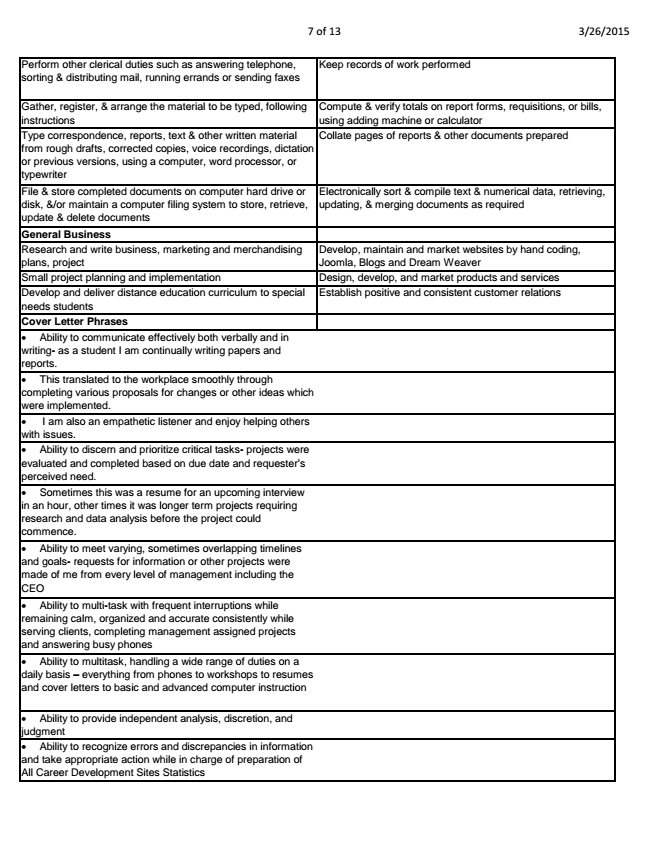 7 of 13
3/26/2015
Perform other clerical duties such as answering telephone,
sorting & distributing mail, running errands or sending faxes
Keep records of work performed
Gather, register, & arrange the material to be typed, following
instructions
Compute & verify totals on report forms, requisitions, or bills,
using adding machine or calculator
Type correspondence, reports, text & other written material
from rough drafts, corrected copies, voice recordings, dictation
or previous versions, using a computer, word processor, or
typewriter
Collate pages of reports & other documents prepared
File & store completed documents on computer hard drive or
disk, &/or maintain a computer filing system to store, retrieve,
update & delete documents
Electronically sort & compile text & numerical data, retrieving,
updating, & merging documents as required
General Business
Research and write business, marketing and merchandising
plans, project
Develop, maintain and market websites by hand coding,
Joomla, Blogs and Dream Weaver
Small project planning and implementation
Design, develop, and market products and services
Develop and deliver distance education curriculum to special
needs students
Establish positive and consistent customer relations
Cover Letter Phrases
• Ability to communicate effectively both verbally and in
writing- as a student I am continually writing papers and
reports.
• This translated to the workplace smoothly through
completing various proposals for changes or other ideas which
were implemented.
• I am also an empathetic listener and enjoy helping others
with issues.
• Ability to discern and prioritize critical tasks- projects were
evaluated and completed based on due date and requester's
perceived need.
• Sometimes this was a resume for an upcoming interview
in an hour, other times it was longer term projects requiring
research and data analysis before the project could
commence.
• Ability to meet varying, sometimes overlapping timelines
and goals- requests for information or other projects were
made of me from every level of management including the
CEO
• Ability to multi-task with frequent interruptions while
remaining calm, organized and accurate consistently while
serving clients, completing management assigned projects
and answering busy phones
• Ability to multitask, handling a wide range of duties on a
daily basis – everything from phones to workshops to resumes
and cover letters to basic and advanced computer instruction
• Ability to provide independent analysis, discretion, and
judgment
• Ability to recognize errors and discrepancies in information
and take appropriate action while in charge of preparation of
All Career Development Sites Statistics